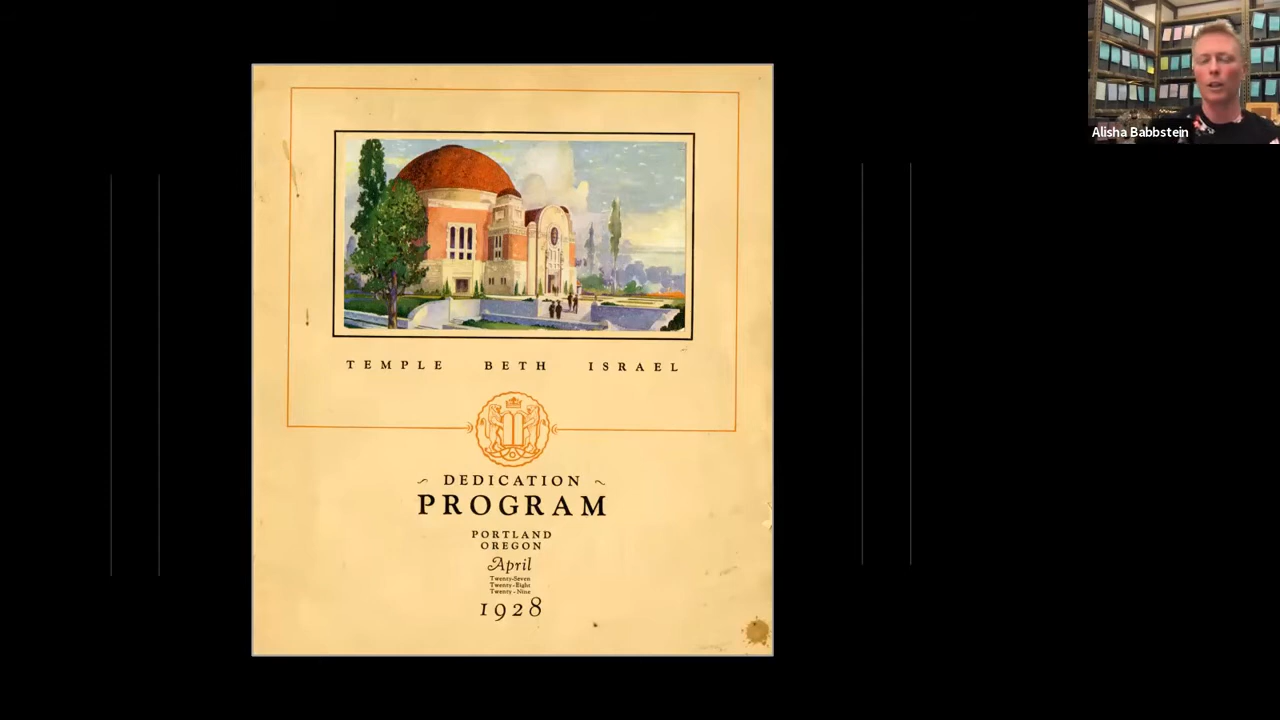 Alisha Babbstein
TEMPLE BETH ISRAEL
DEDICATION
PROGRAM
PORTLAND
OREGON
April
Twenty-Seven
Twenty-Eight
Twenty-Nine
1928